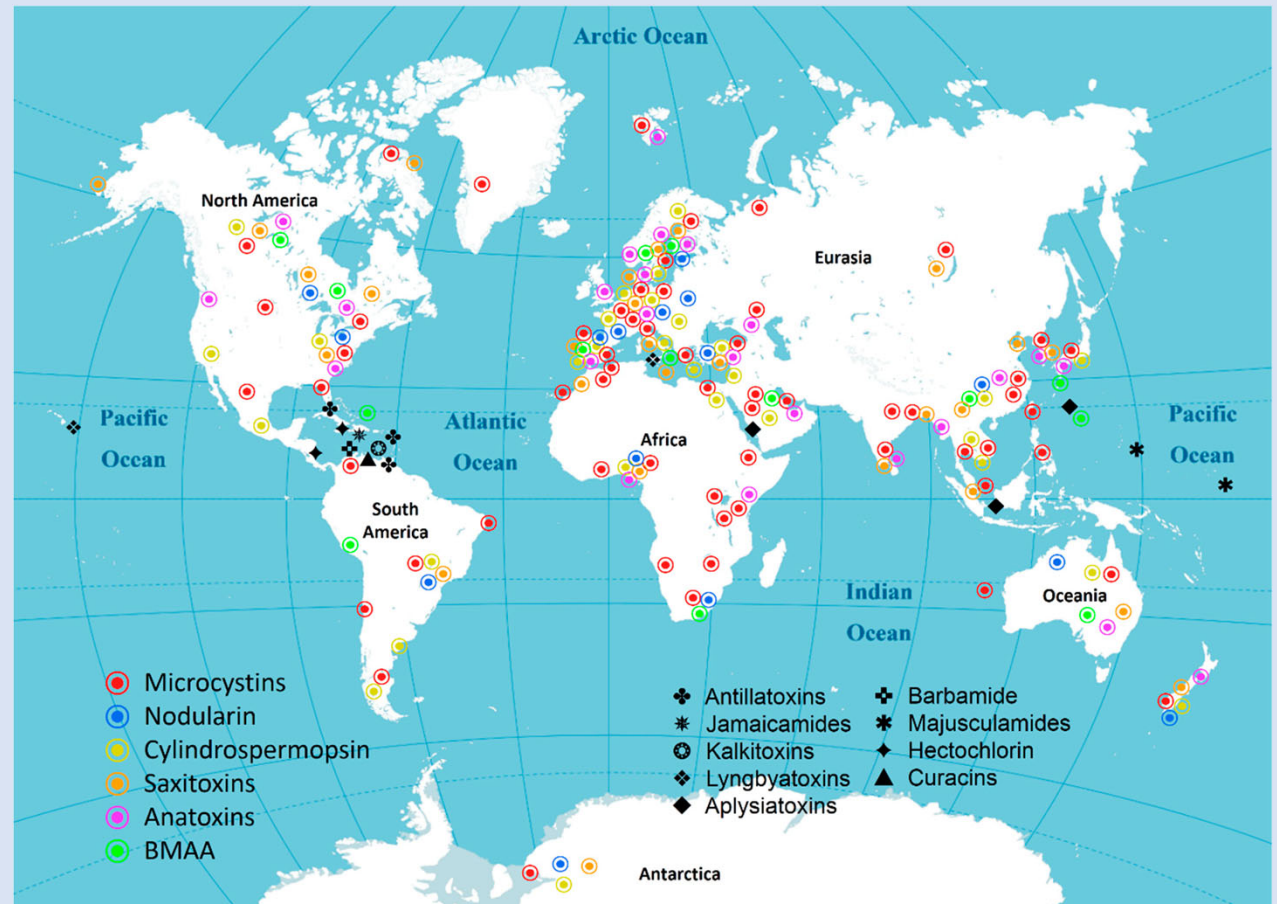 Arctic Ocean
North America
Eurasia
Pacific
Ocean
Atlantic
Ocean
Africa
Pacific
Ocean
South
America
Indian
Ocean
Oceania
Microcystins
Nodularin
Cylindrospermopsin
Saxitoxins
Anatoxins
BMAA
Antillatoxins
Jamaicamides
Kalkitoxins
Lyngbyatoxins
Aplysiatoxins
Barbamide
Majusculamides
Hectochlorin
Curacins
Antarctica